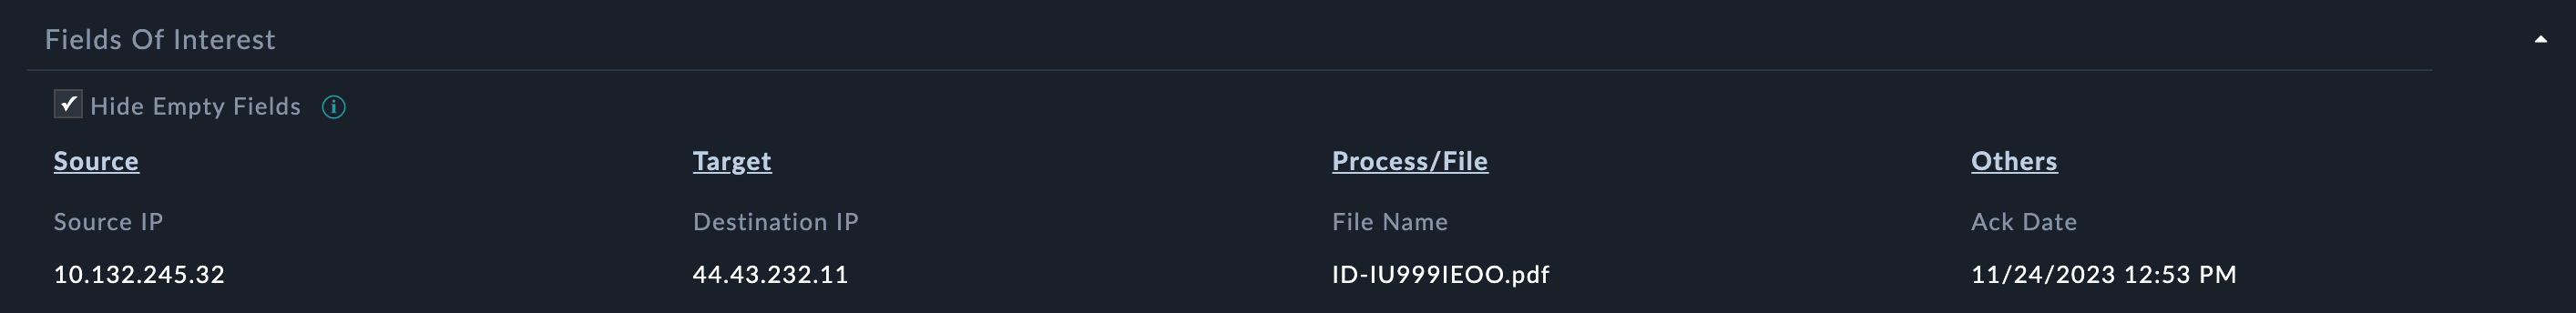 Fields Of Interest
Hide Empty Fields
Source Target Process/File Others
Source IP Destination IP File Name Ack Date
10.132.245.32 44.43.232.11 ID-IU999IEOO.pdf 11/24/2023 12:53 PM